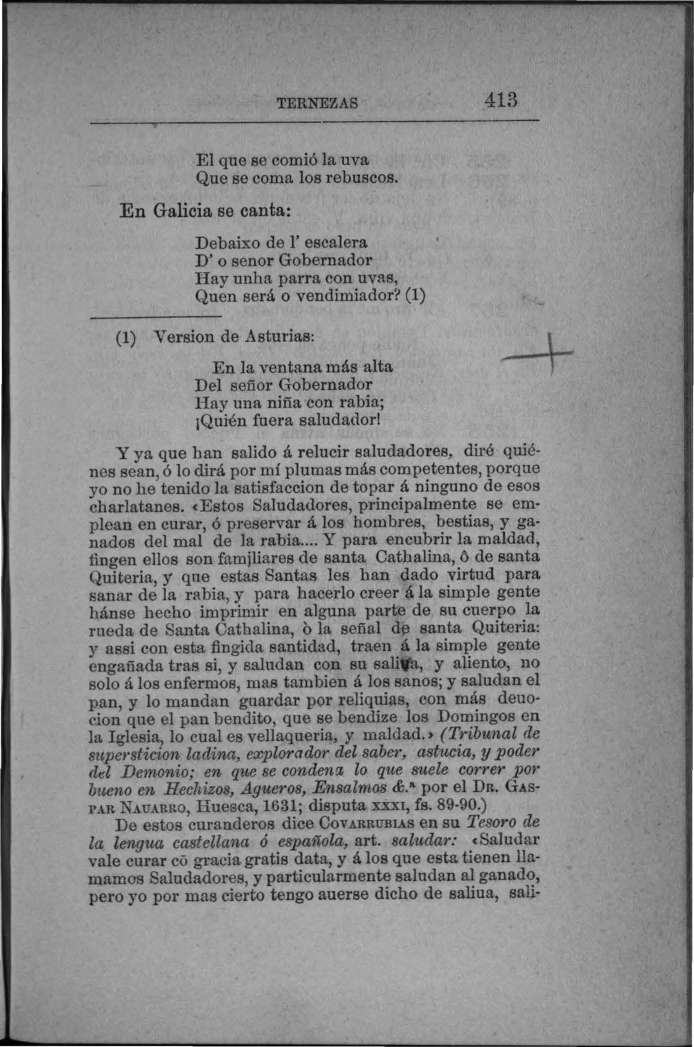 TERNEZAS 413
El que se comió la uva
Que se coma los rebuscos.
En Galicia se canta:
Debaixo de l' escalera
D' o senor Gobernador
Hay unha parra con uvas,
Quen será o vendimiador? (1)
(1) Version de Asturias:
En la ventana más alta
Del señor Gobernador
Hay una niña con rabia;
¡Quién fuera saludador!
Y ya que han salido á relucir saludadores, diré quié-
nes sean, ó lo dirá por mí plumas más competentes, porque
yo no he tenido la satisfaccion de topar á ninguno de esos
charlatanes. «Estos Saludadores, principalmente se em-
plean en curar, ó preservar á los hombres, bestias, y ga-
nados del mal de la rabia.... Y para encubrir la maldad,
fingen ellos son familiares de santa Cathalina, ô de santa
Quiteria, y que estas Santas les han dado virtud para
sanar de la rabia, y para hacerlo creer á la simple gente
hánse hecho imprimir en alguna parte de su cuerpo la
rueda de Santa Cathalina, ò la señal de santa Quiteria:
y assi con esta fingida santidad, traen á la simple gente
engañada tras si, y saludan con su saliva, y aliento, no
solo á los enfermos, mas tambien á los sanos; y saludan el
pan, y lo mandan guardar por reliquias, con más deuo-
cion que el pan bendito, que se bendize los Domingos en
la Iglesia, lo cual es vellaqueria, y maldad.» (Tribunal de
supersticion ladina, explorador del saber, astucia, y poder
del Demonio; en que se condena lo que suele correr por
bueno en Hechizos, Agueros, Ensalmos &.ª por el DR. GAS-
PAR NAUARRO, Huesca, 1631; disputa XXXI, fs. 89-90.)
De estos curanderos dice COVARRUBIAS en su Tesoro de
la lengua castellana ó española, art. saludar: «Saludar
vale curar cō gracia gratis data, y á los que esta tienen lla-
mamos Saludadores, y particularmente saludan al ganado,
pero yo por mas cierto tengo auerse dicho de saliua, sali-